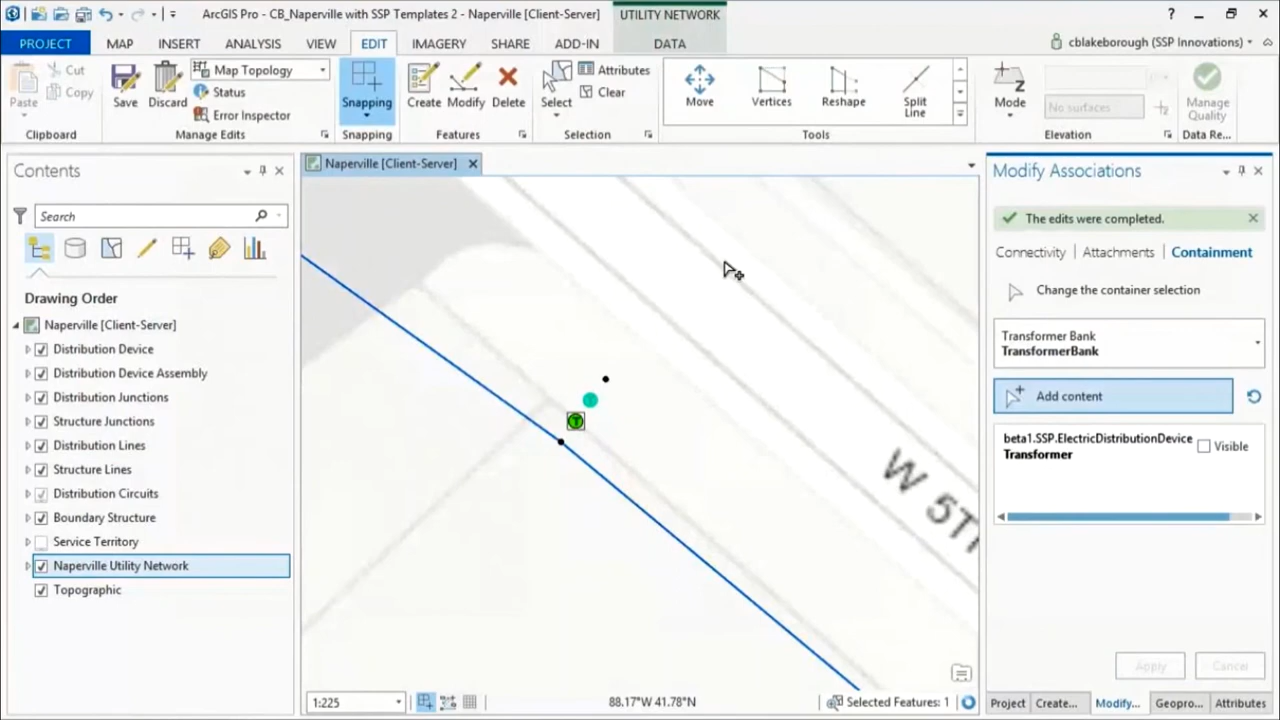 ArcGIS Pro - CB_Naperville with SSP Templates 2 - Naperville [Client-Server]
UTILITY NETWORK
?
PROJECT
MAP
INSERT
ANALYSIS
VIEW
EDIT
IMAGERY
SHARE
ADD-IN
DATA
cblakeborough (SSP Innovations)
Paste
Cut
Copy
Clipboard
Save
Discard
Map Topology
Status
Error Inspector
Manage Edits
Snapping
Snapping
Create
Modify
Delete
Features
Select
Attributes
Clear
Selection
Move
Vertices
Reshape
Split
Line
Tools
Mode
No surfaces
Elevation
Manage
Quality
Data Re...
Contents
Search
Drawing Order
Naperville [Client-Server]
Distribution Device
Distribution Device Assembly
Distribution Junctions
Structure Junctions
Distribution Lines
Structure Lines
Distribution Circuits
Boundary Structure
Service Territory
Naperville Utility Network
Topographic
Naperville [Client-Server]
W 5TH
1:225
88.17°W 41.78°N
Selected Features: 1
Modify Associations
The edits were completed.
Connectivity
Attachments
Containment
Change the container selection
Transformer Bank
TransformerBank
Add content
beta1.SSP.ElectricDistributionDevice
Transformer
Visible
Apply
Cancel
Project
Create...
Modify...
Geopro...
Attributes